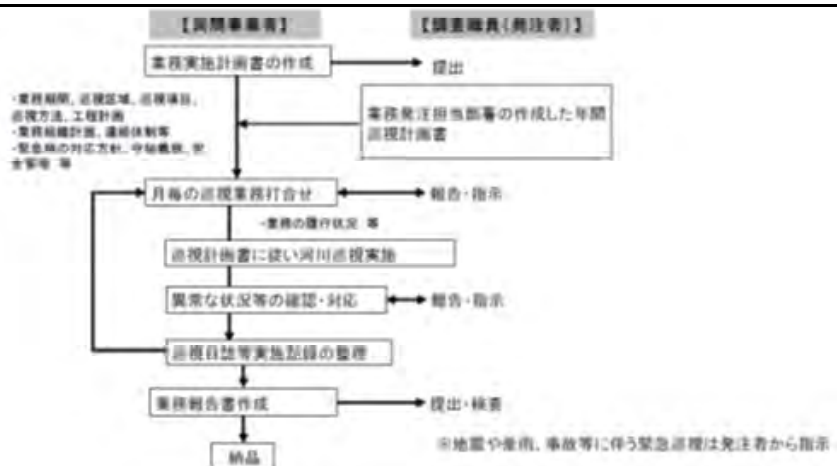 【民間事業者】
【調査職員(発注者)】
業務実施計画書の作成
提出
・業務期間、巡視区域、巡視項目、
巡視方法、工程計画
・業務組織計画、連絡体制等
・緊急時の対応方針、守秘義務、安
全管理 等
業務発注担当部署の作成した年間
巡視計画書
月毎の巡視業務打合せ
報告・指示
・業務の履行状況 等
巡視計画書に従い河川巡視実施
異常な状況等の確認・対応
報告・指示
巡視日誌等実施記録の整理
業務報告書作成
提出・検査
納品
※地震や豪雨、事故等に伴う緊急巡視は発注者から指示